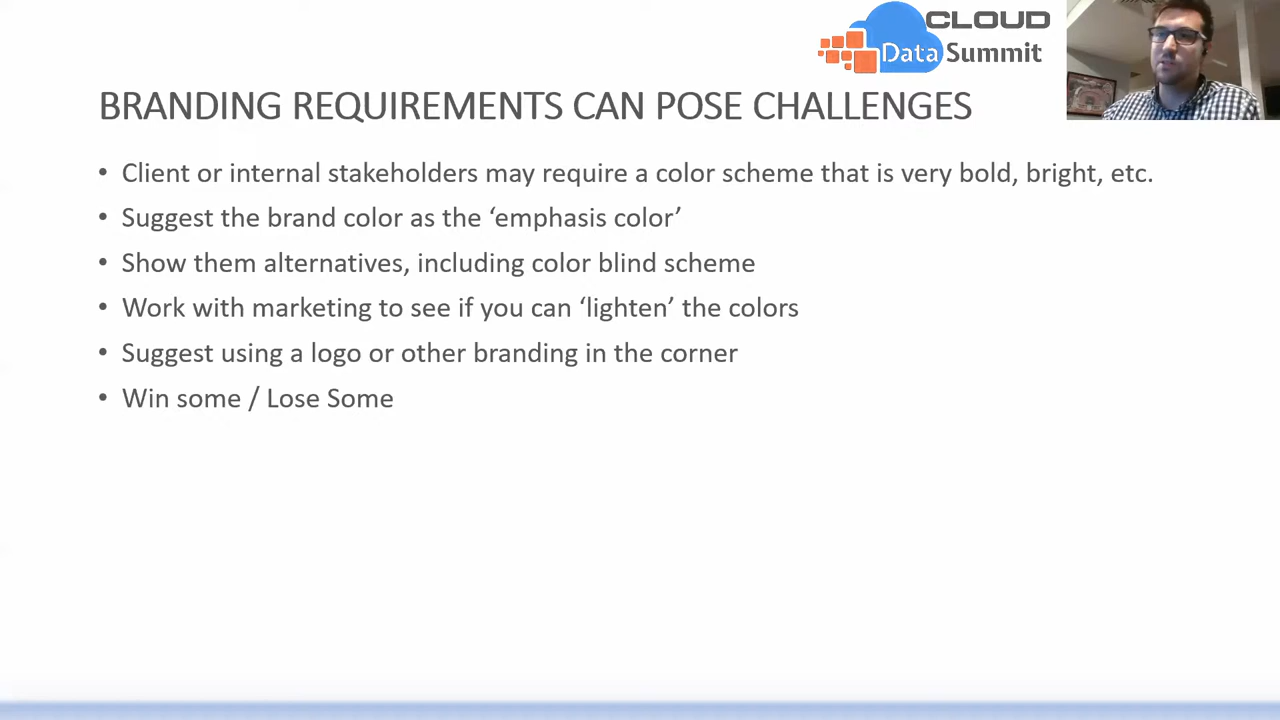 CLOUD
Data Summit
BRANDING REQUIREMENTS CAN POSE CHALLENGES
• Client or internal stakeholders may require a color scheme that is very bold, bright, etc.
• Suggest the brand color as the ‘emphasis color’
• Show them alternatives, including color blind scheme
• Work with marketing to see if you can ‘lighten’ the colors
• Suggest using a logo or other branding in the corner
• Win some / Lose Some